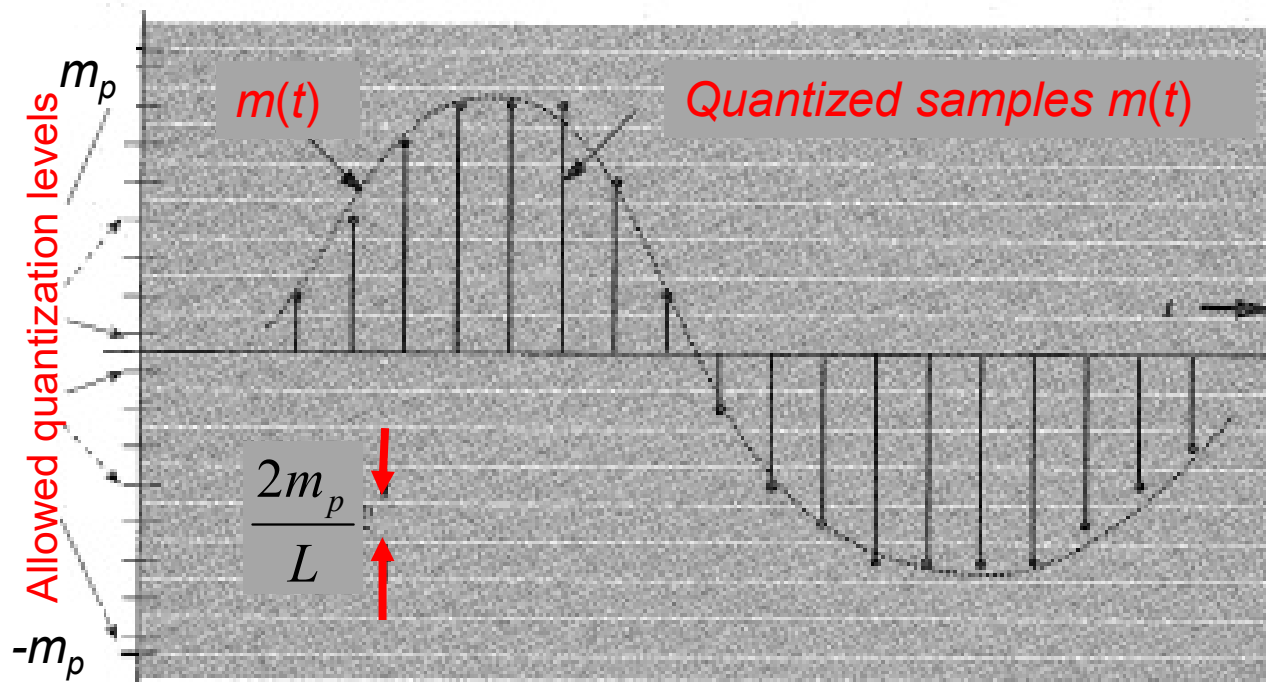 m_p
m(t)
Quantized samples m(t)
Allowed quantization levels
t
2m_p
L
-m_p